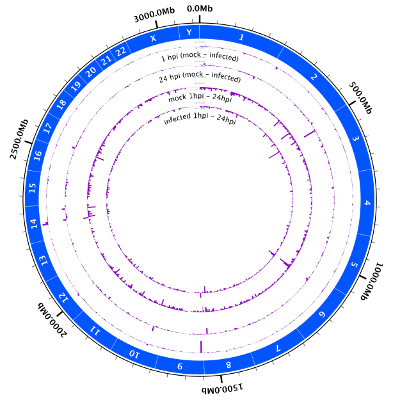 3000.0Mb
0.0Mb
500.0Mb
1000.0Mb
1500.0Mb
2000.0Mb
2500.0Mb
1
2
3
4
5
6
7
8
9
10
11
12
13
14
15
16
17
18
19
20
21
22
X
Y
1 hpi (mock - infected)
24 hpi (mock - infected)
mock 1hpi - 24hpi
infected 1hpi - 24hpi